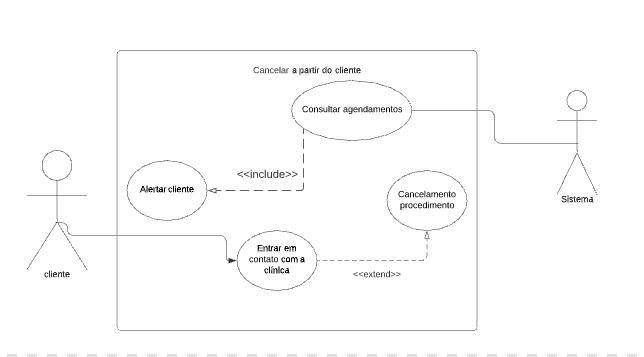 Cancelar a partir do cliente
Consultar agendamentos
<<include>>
Alertar cliente
Cancelamento
procedimento
Sistema
Entrar em
contato com a
clínica
cliente
<<extend>>